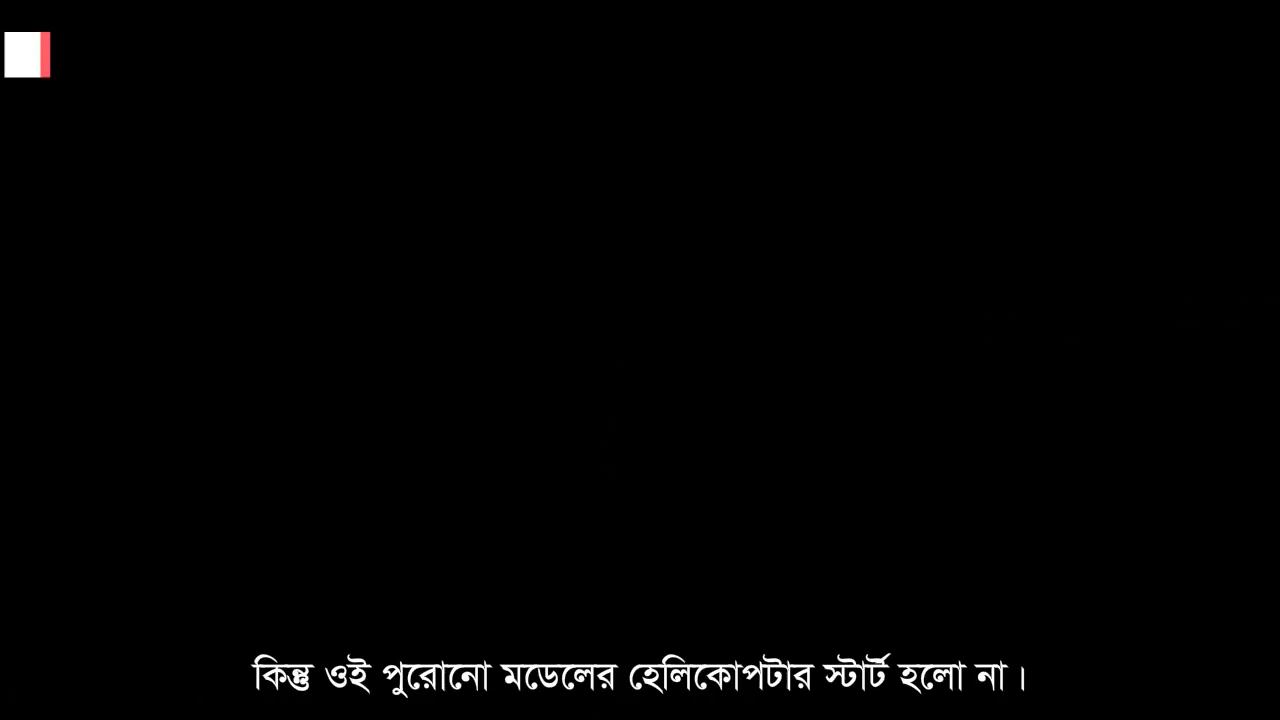 কিন্তু ওই পুরোনো মডেলের হেলিকোপটার স্টার্ট হলো না।